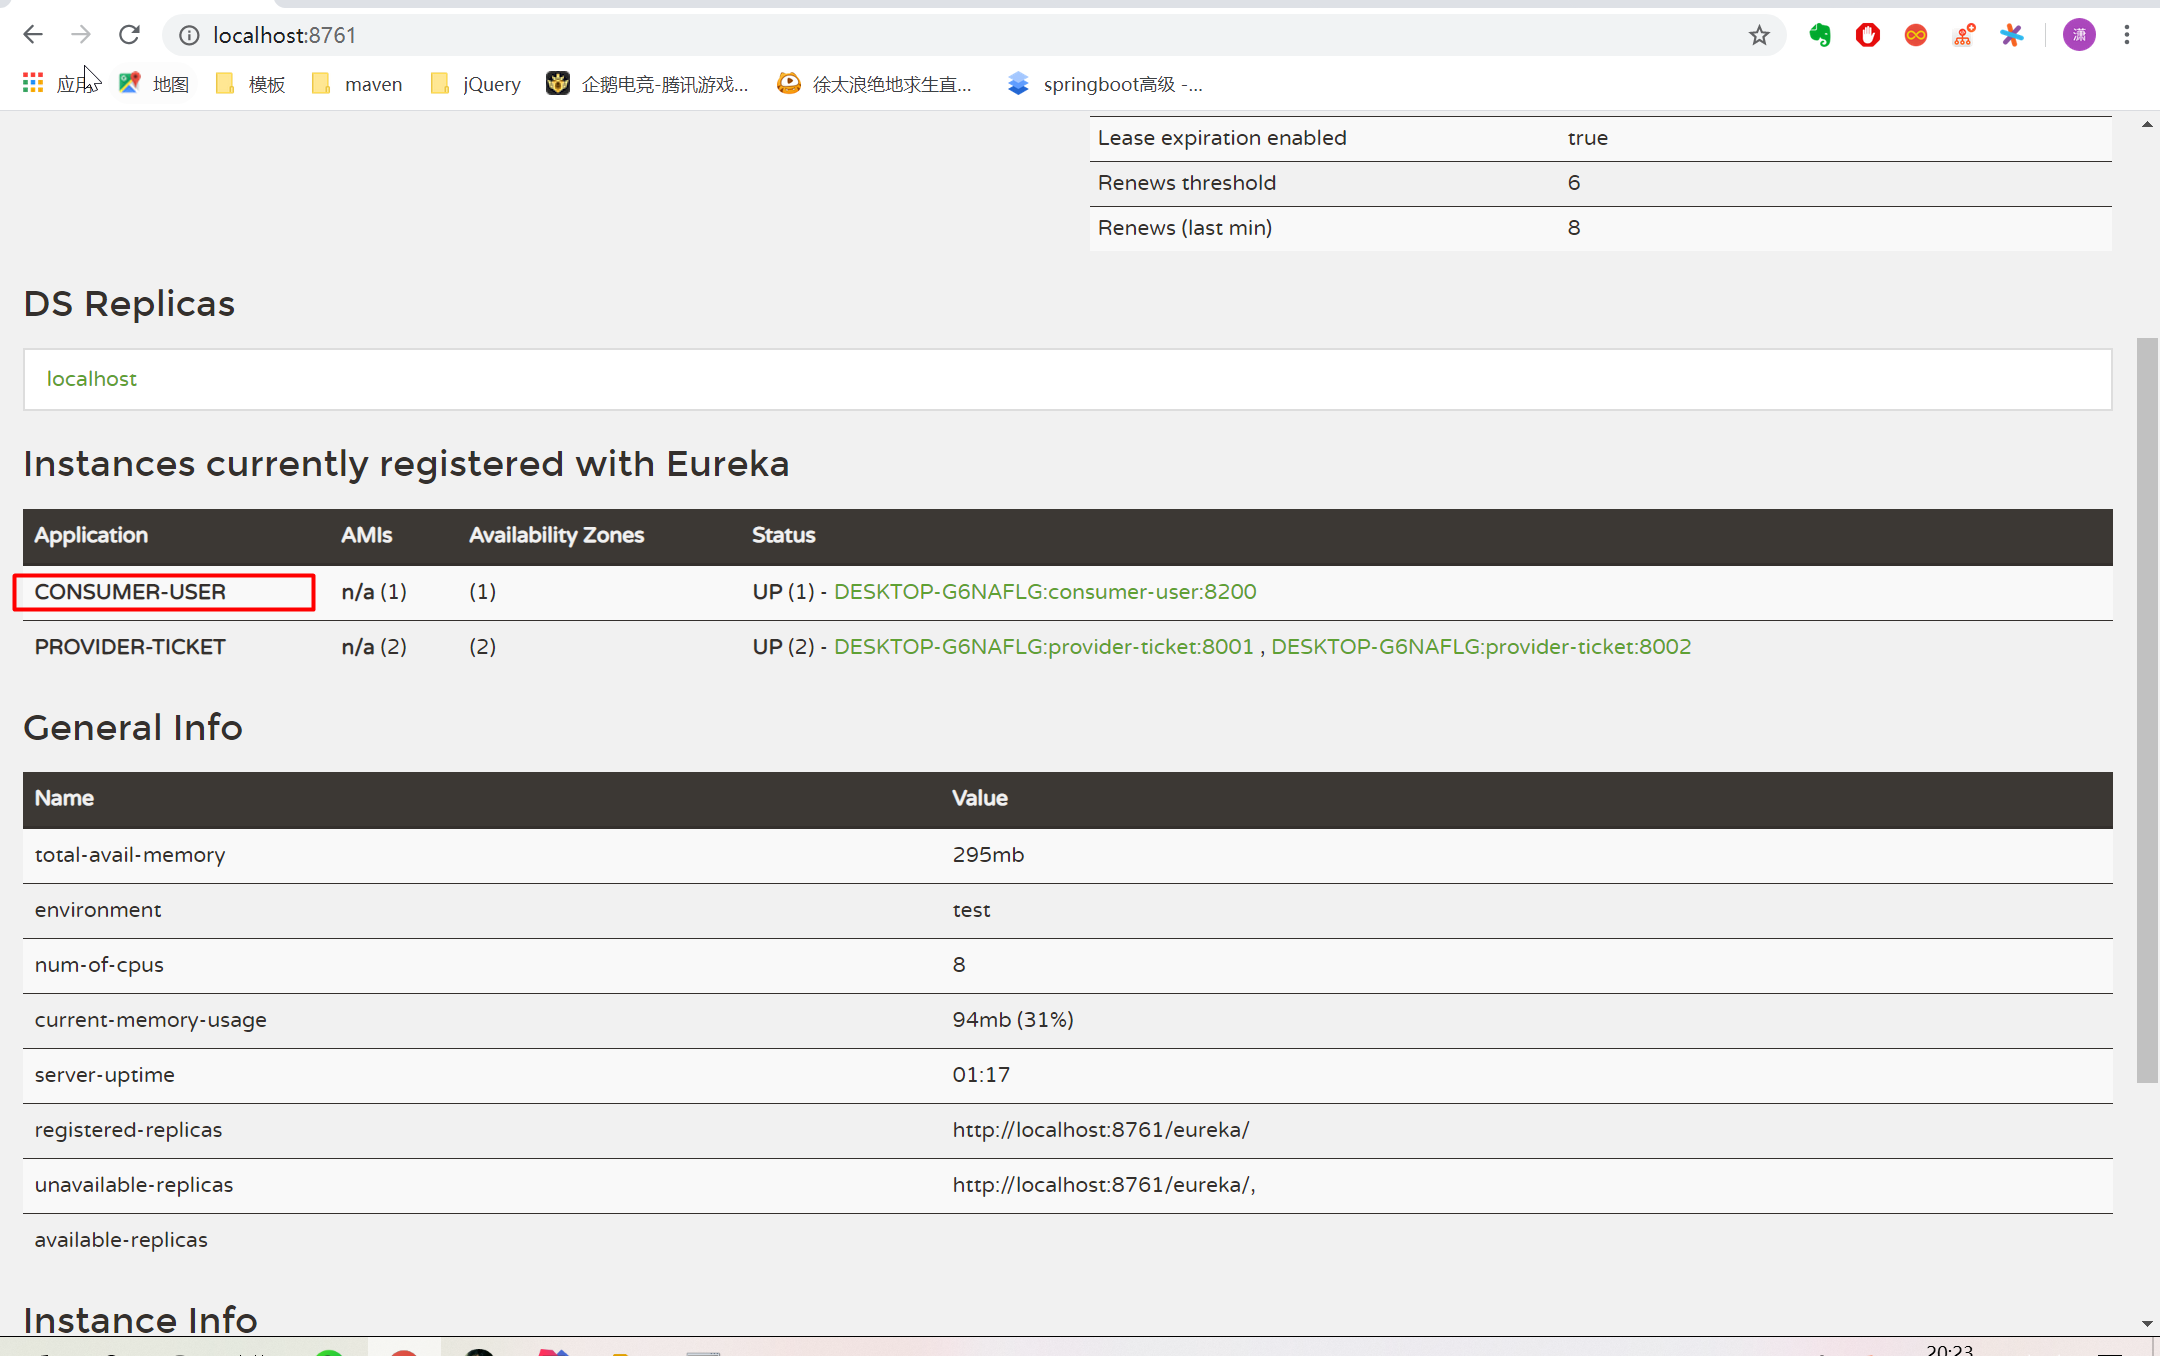 localhost:8761
应用 地图 模板 maven jQuery 企鹅电竞-腾讯游戏... 徐太浪绝地求生直... springboot高级 -...
潇
Lease expiration enabled true
Renews threshold 6
Renews (last min) 8
DS Replicas
localhost
Instances currently registered with Eureka
Application AMIs Availability Zones Status
CONSUMER-USER n/a (1) (1) UP (1) - DESKTOP-G6NAFLG:consumer-user:8200
PROVIDER-TICKET n/a (2) (2) UP (2) - DESKTOP-G6NAFLG:provider-ticket:8001 , DESKTOP-G6NAFLG:provider-ticket:8002
General Info
Name Value
total-avail-memory 295mb
environment test
num-of-cpus 8
current-memory-usage 94mb (31%)
server-uptime 01:17
registered-replicas http://localhost:8761/eureka/
unavailable-replicas http://localhost:8761/eureka/,
available-replicas
Instance Info
20:23